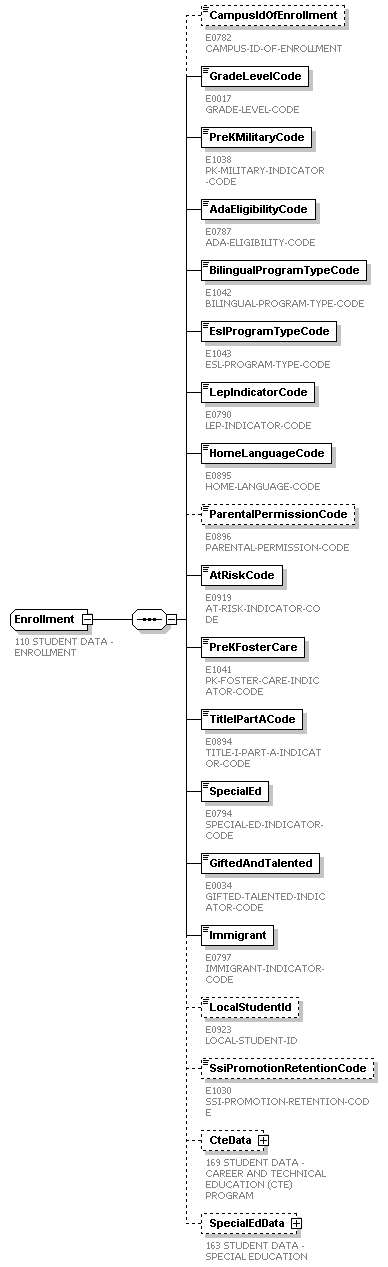 CampusIdOfEnrollment
E0782
CAMPUS-ID-OF-ENROLLMENT
GradeLevelCode
E0017
GRADE-LEVEL-CODE
PreKMilitaryCode
E1038
PK-MILITARY-INDICATOR
-CODE
AdaEligibilityCode
E0787
ADA-ELIGIBILITY-CODE
BilingualProgramTypeCode
E1042
BILINGUAL-PROGRAM-TYPE-CODE
EslProgramTypeCode
E1043
ESL-PROGRAM-TYPE-CODE
LepIndicatorCode
E0790
LEP-INDICATOR-CODE
HomeLanguageCode
E0895
HOME-LANGUAGE-CODE
ParentalPermissionCode
E0896
PARENTAL-PERMISSION-CODE
AtRiskCode
E0919
AT-RISK-INDICATOR-CO
DE
Enrollment
110 STUDENT DATA -
ENROLLMENT
PreKFosterCare
E1041
PK-FOSTER-CARE-INDIC
ATOR-CODE
TitleIPartACode
E0894
TITLE-I-PART-A-INDICAT
OR-CODE
SpecialEd
E0794
SPECIAL-ED-INDICATOR-
CODE
GiftedAndTalented
E0034
GIFTED-TALENTED-INDIC
ATOR-CODE
Immigrant
E0797
IMMIGRANT-INDICATOR-
CODE
LocalStudentId
E0923
LOCAL-STUDENT-ID
SsiPromotionRetentionCode
E1030
SSI-PROMOTION-RETENTION-COD
E
CteData
169 STUDENT DATA -
CAREER AND TECHNICAL
EDUCATION (CTE)
PROGRAM
SpecialEdData
163 STUDENT DATA -
SPECIAL EDUCATION